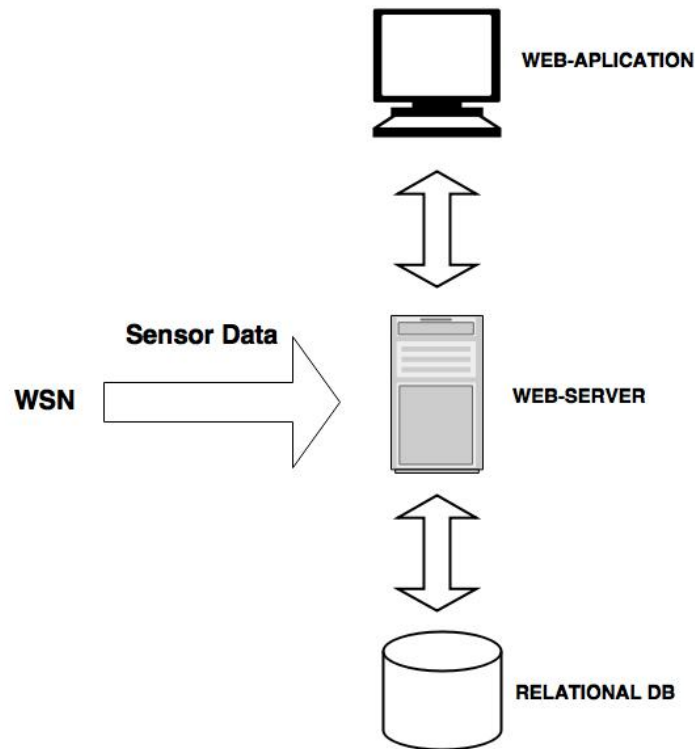 WEB-APLICATION
Sensor Data
WSN
WEB-SERVER
RELATIONAL DB